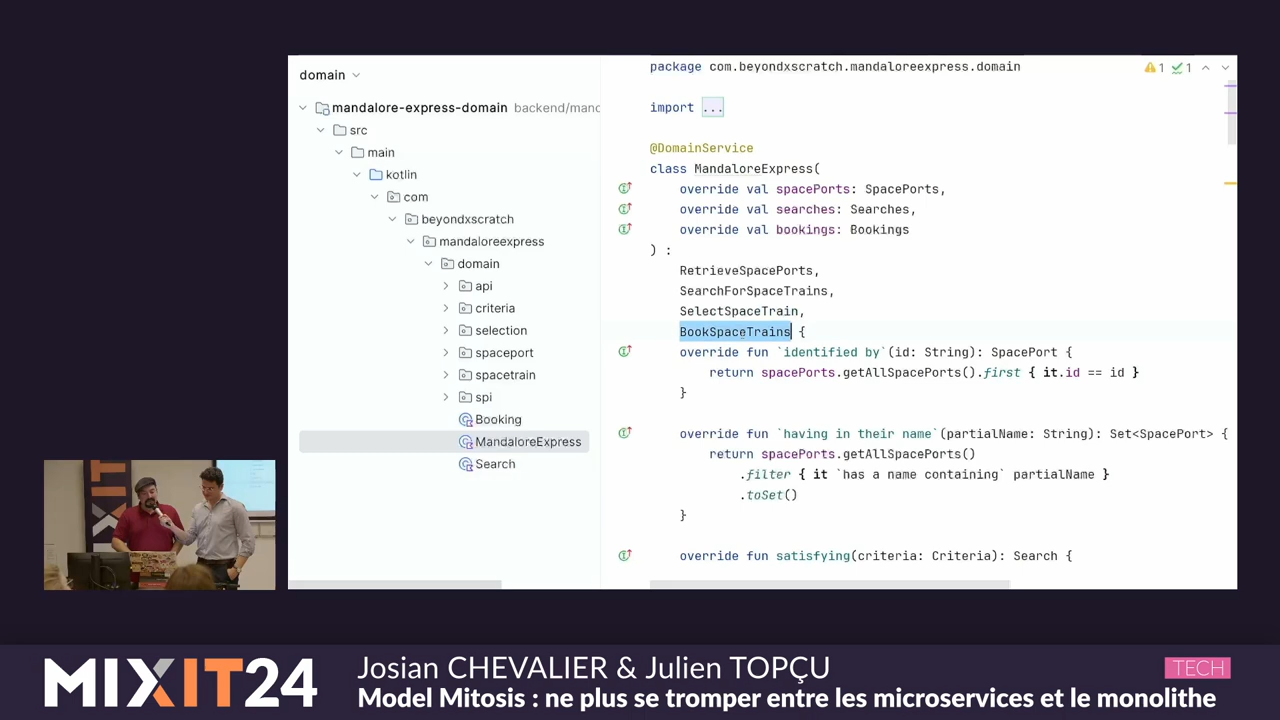 domain
mandalore-express-domain backend/mand
src
main
kotlin
com
beyondxscratch
mandaloreexpress
domain
api
criteria
selection
spaceport
spacetrain
spi
Booking
MandaloreExpress
Search
package com.beyondxscratch.mandaloreexpress.domain
1 1
import ...
@DomainService
class MandaloreExpress(
override val spacePorts: SpacePorts,
override val searches: Searches,
override val bookings: Bookings
) :
RetrieveSpacePorts,
SearchForSpaceTrains,
SelectSpaceTrain,
BookSpaceTrains {
override fun `identified by`(id: String): SpacePort {
return spacePorts.getAllSpacePorts().first { it.id == id }
}
override fun `having in their name`(partialName: String): Set<SpacePort> {
return spacePorts.getAllSpacePorts()
.filter { it `has a name containing` partialName }
.toSet()
}
override fun satisfying(criteria: Criteria): Search {
XIT
MIXIT24
Josian CHEVALIER & Julien TOPÇU
TECH
Model Mitosis : ne plus se tromper entre les microservices et le monolithe